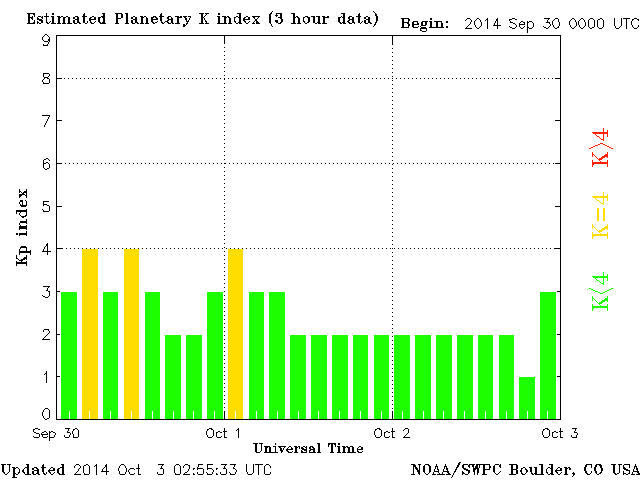 Estimated Planetary K index (3 hour data)
Begin: 2014 Sep 30 0000 UTC
9
8
7
6
5
4
3
2
1
0
Kp index
K>4
K=4
K<4
Sep 30
Oct 1
Oct 2
Oct 3
Universal Time
Updated 2014 Oct 3 02:55:33 UTC
NOAA/SWPC Boulder, CO USA